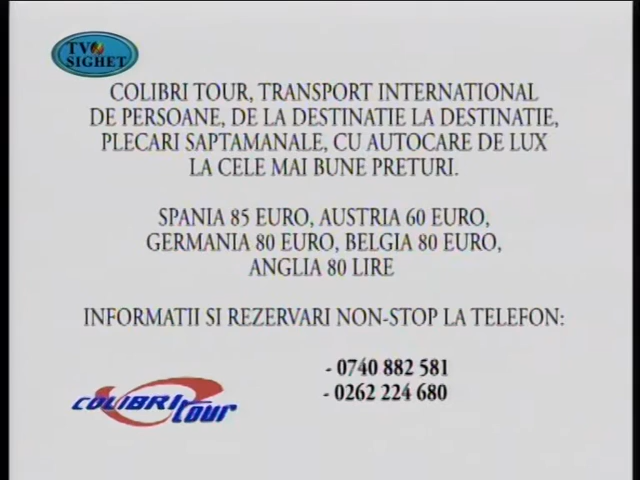 TV SIGHET
COLIBRI TOUR, TRANSPORT INTERNATIONAL
DE PERSOANE, DE LA DESTINATIE LA DESTINATIE,
PLECARI SAPTAMANALE, CU AUTOCARE DE LUX
LA CELE MAI BUNE PRETURI.
SPANIA 85 EURO, AUSTRIA 60 EURO,
GERMANIA 80 EURO, BELGIA 80 EURO,
ANGLIA 80 LIRE
INFORMATII SI REZERVARI NON-STOP LA TELEFON:
- 0740 882 581
- 0262 224 680
COLIBRI tour